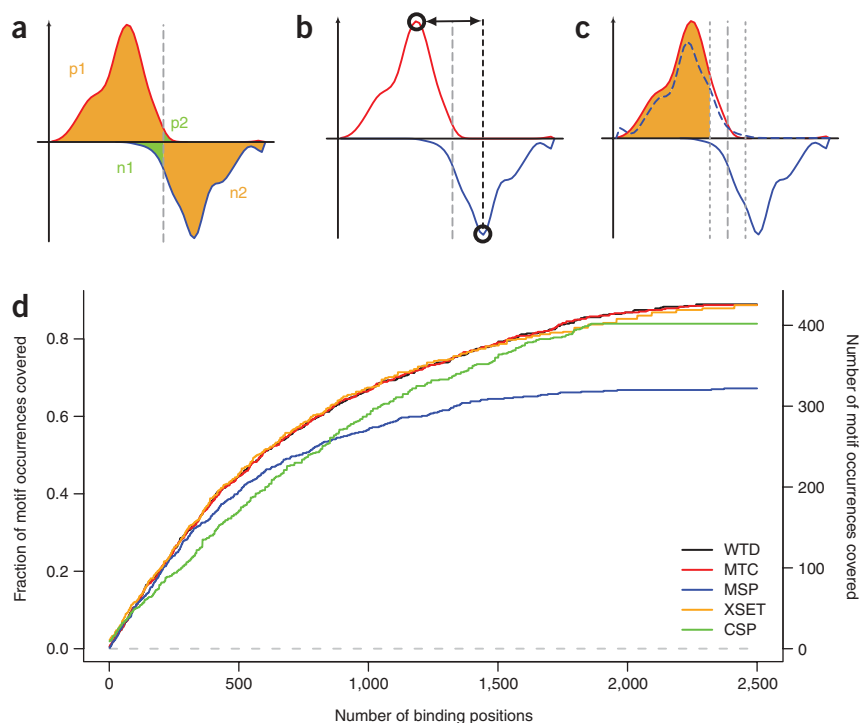 a
b
c
p1
p2
n1
n2
d
Fraction of motif occurrences covered
0.8
0.6
0.4
0.2
0.0
400
300
200
100
0
Number of motif occurrences covered
WTD
MTC
MSP
XSET
CSP
0
500
1,000
1,500
2,000
2,500
Number of binding positions